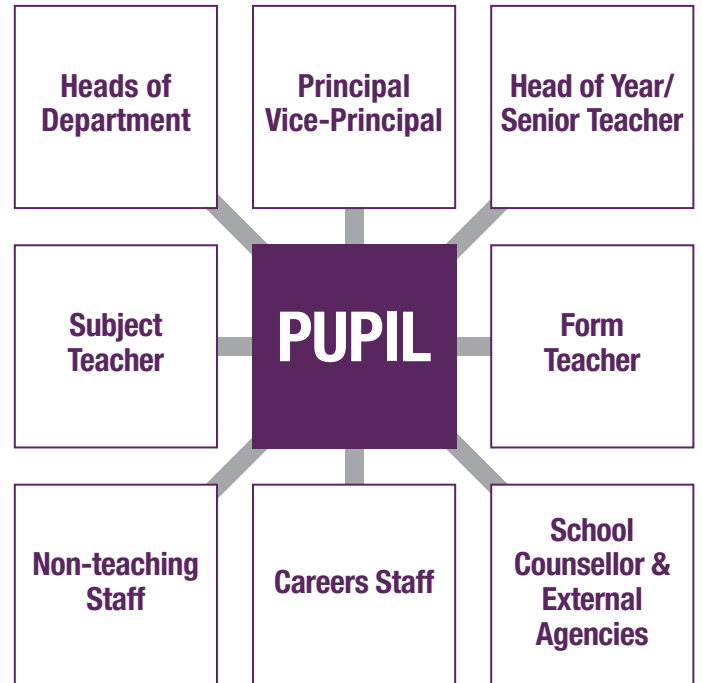 Heads of
Department
Principal
Vice-Principal
Head of Year/
Senior Teacher
Subject
Teacher
PUPIL
Form
Teacher
Non-teaching
Staff
Careers Staff
School
Counsellor &
External
Agencies